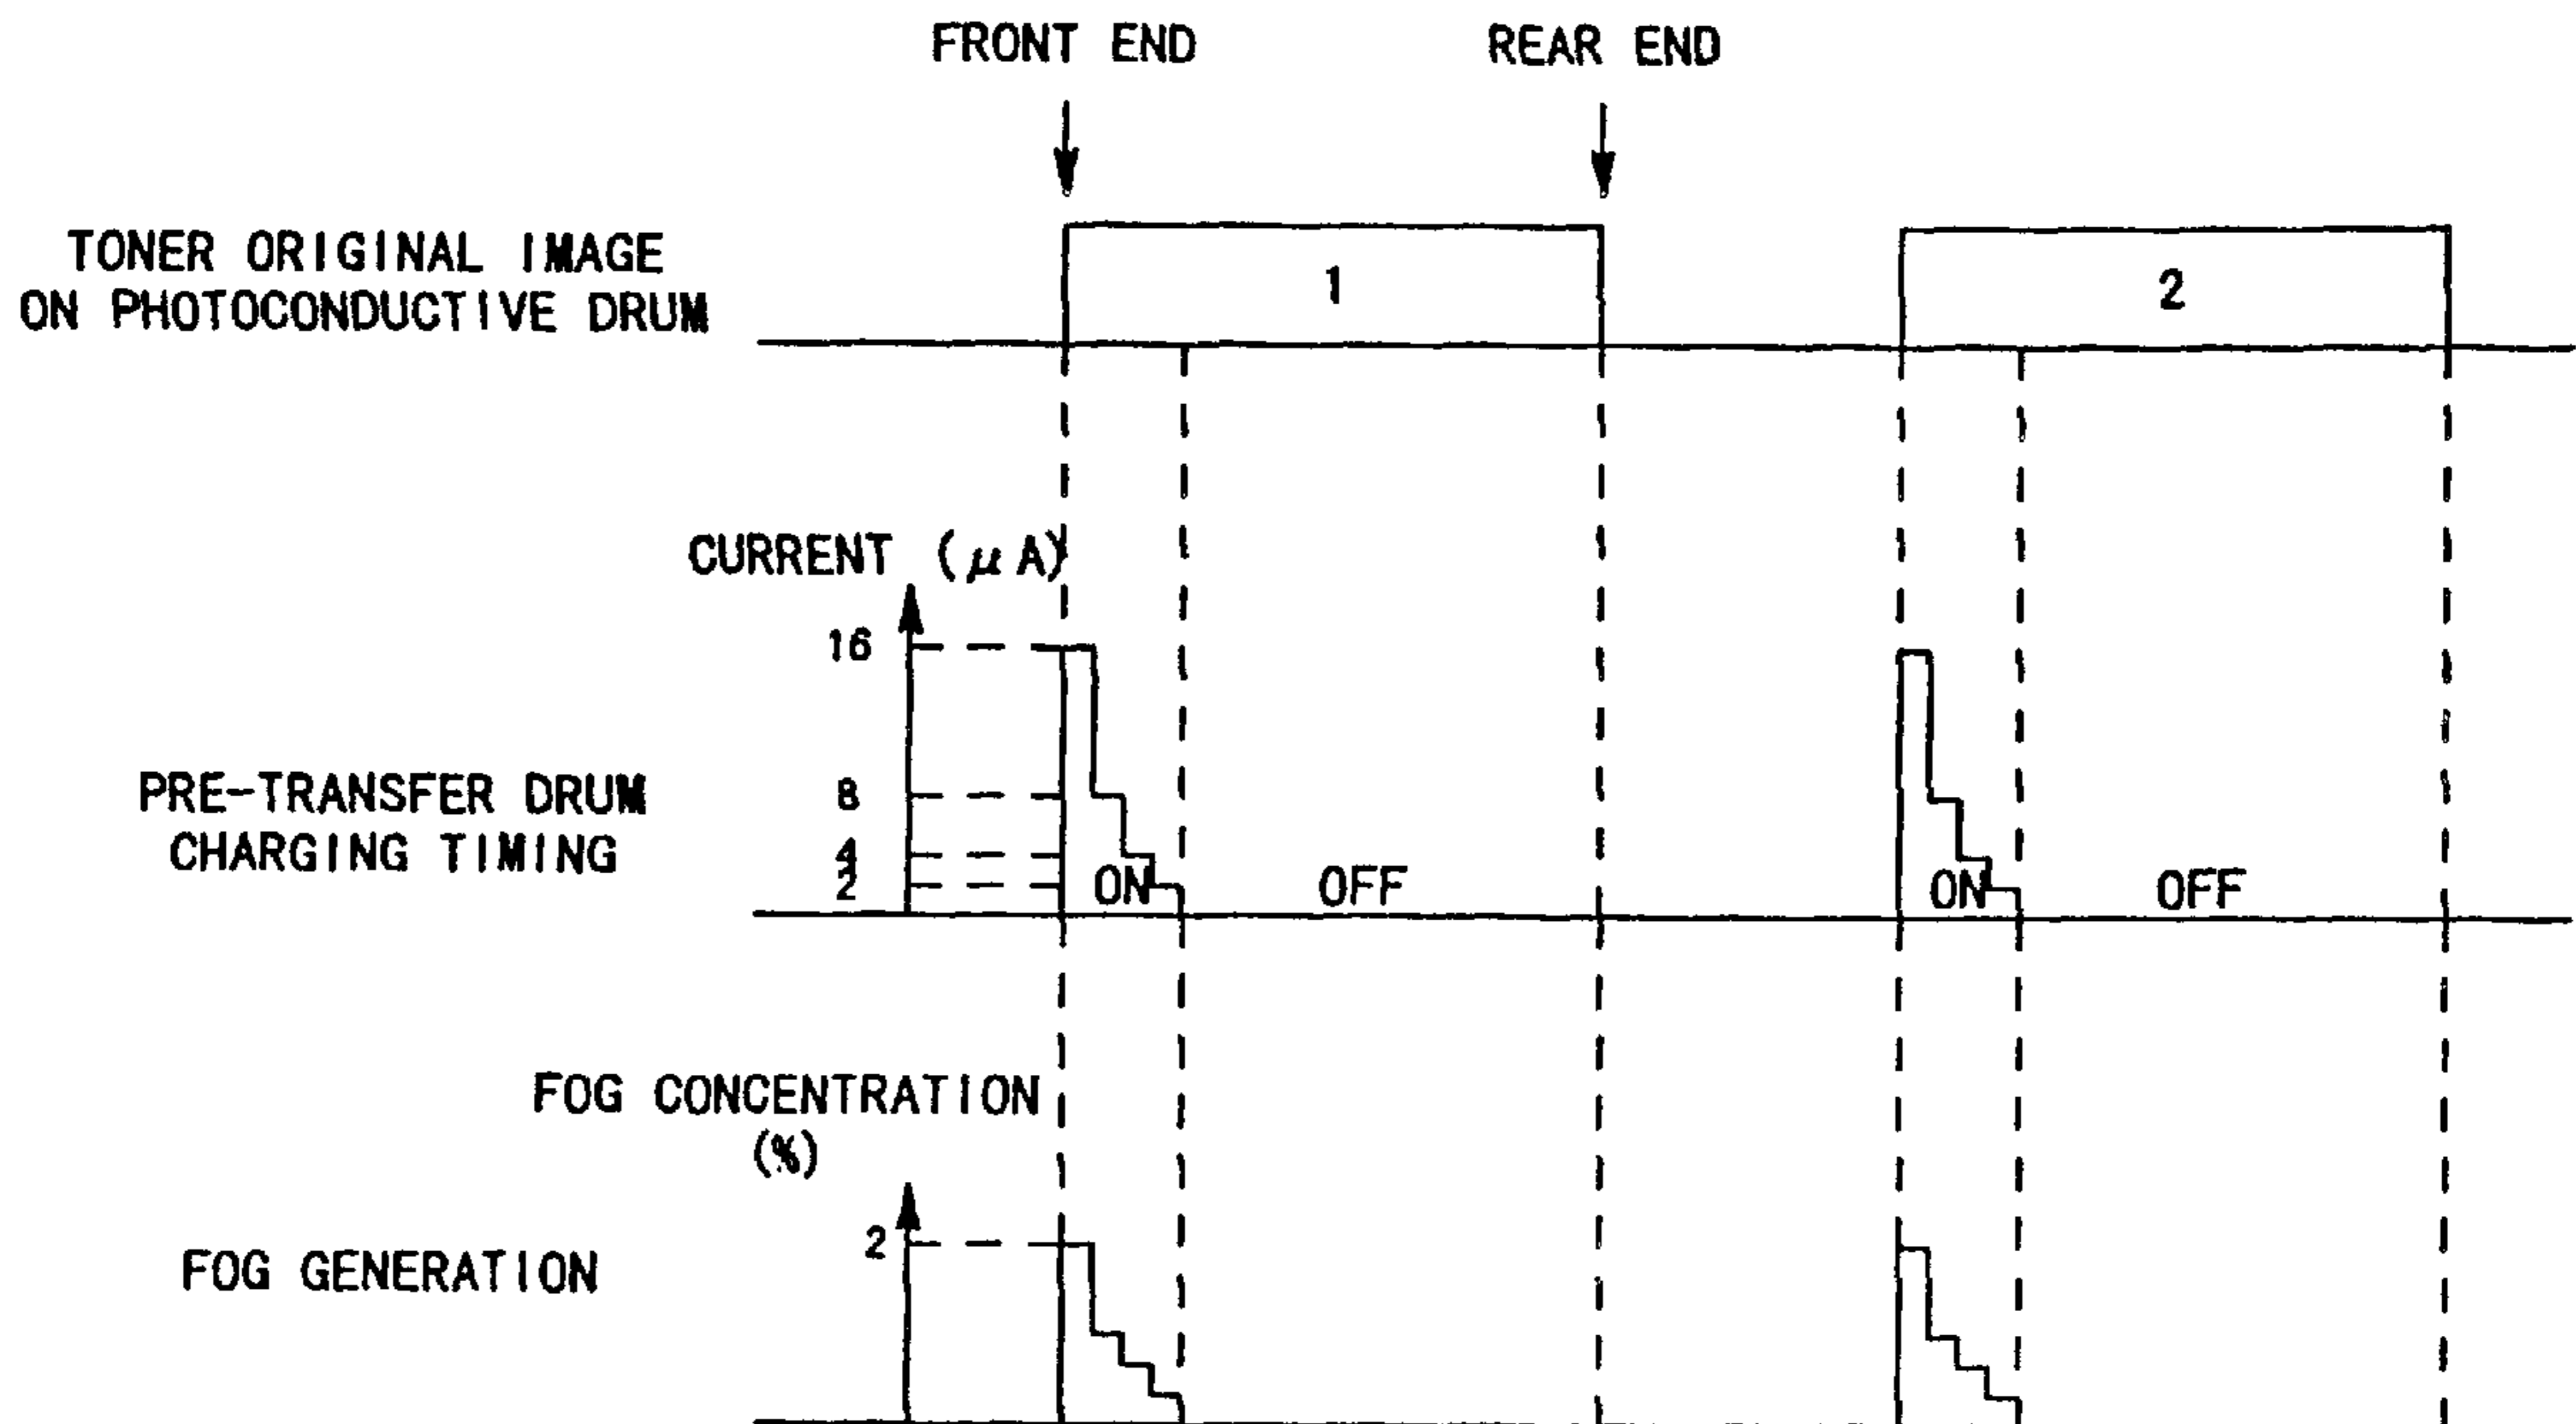 FRONT END
REAR END
TONER ORIGINAL IMAGE
ON PHOTOCONDUCTIVE DRUM
1
2
CURRENT (μA)
16
8
4
2
PRE-TRANSFER DRUM
CHARGING TIMING
ON
OFF
ON
OFF
FOG CONCENTRATION
(%)
2
FOG GENERATION